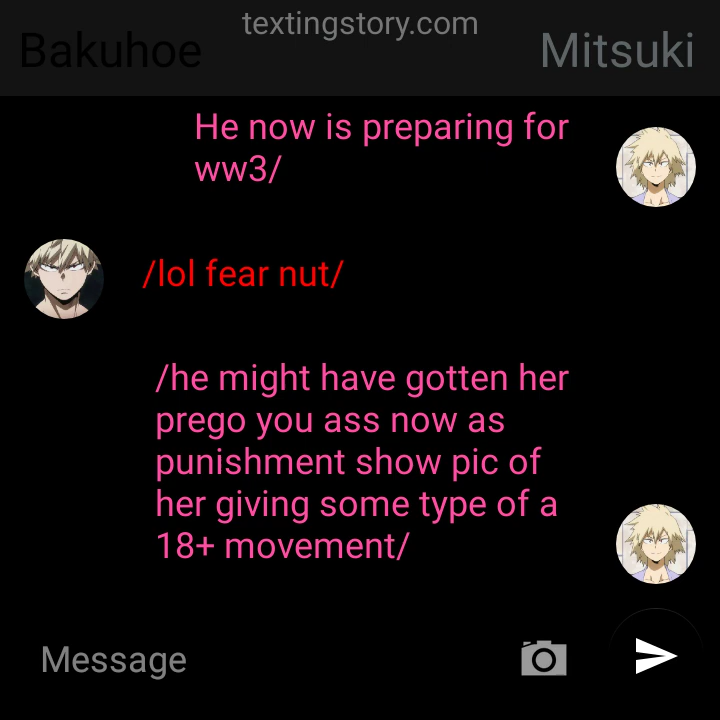 textingstory.com
Bakuhoe
Mitsuki
He now is preparing for
ww3/
/lol fear nut/
/he might have gotten her
prego you ass now as
punishment show pic of
her giving some type of a
18+ movement/
Message